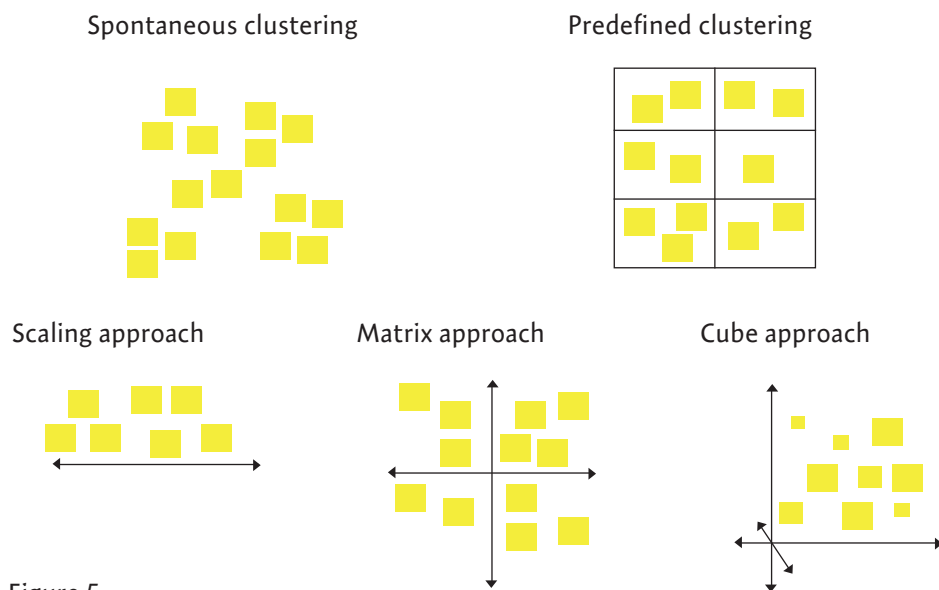 Spontaneous clustering
Predefined clustering
Scaling approach
Matrix approach
Cube approach